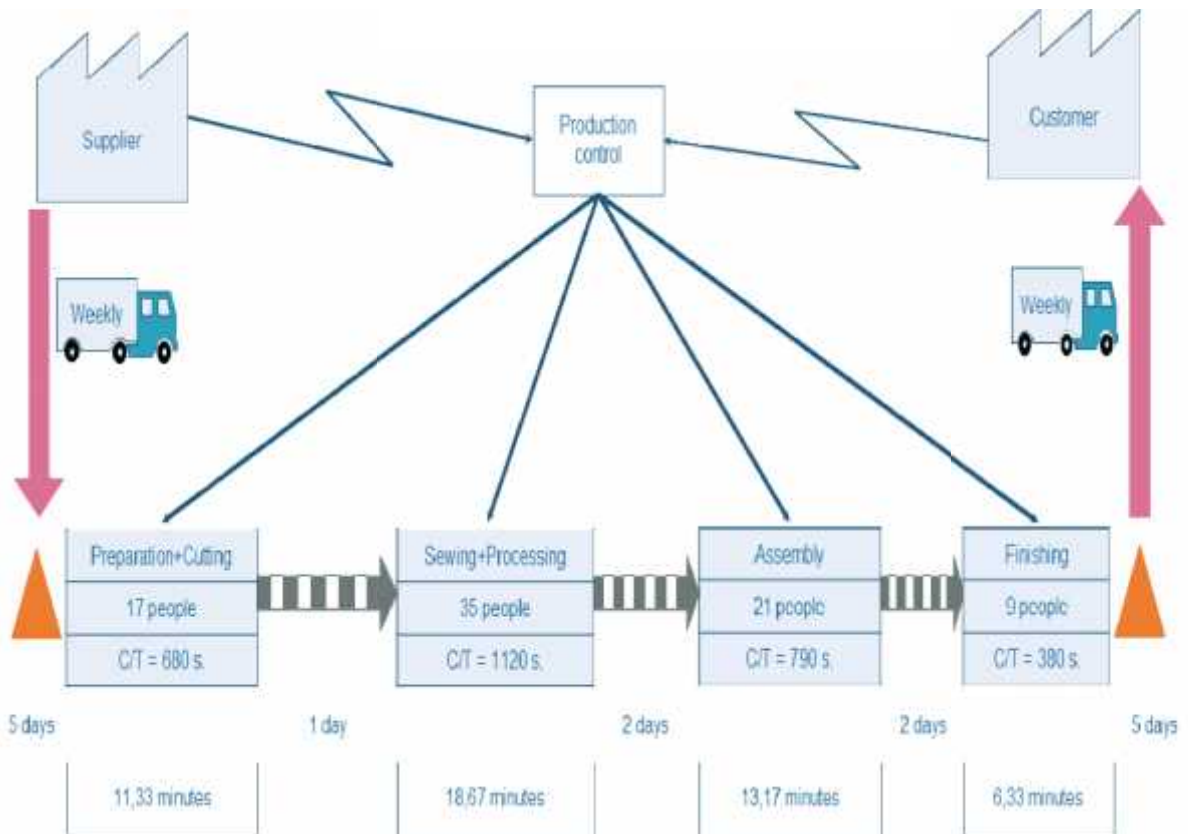 Supplier
Production
control
Customer
Weekly
Weekly
Preparation+Cutting
17 people
C/T = 680 s.
Sewing+Processing
35 people
C/T = 1120 s.
Assembly
21 people
C/T = 790 s.
Finishing
9 people
C/T = 380 s.
5 days
1 day
2 days
2 days
5 days
11,33 minutes
18,67 minutes
13,17 minutes
6,33 minutes